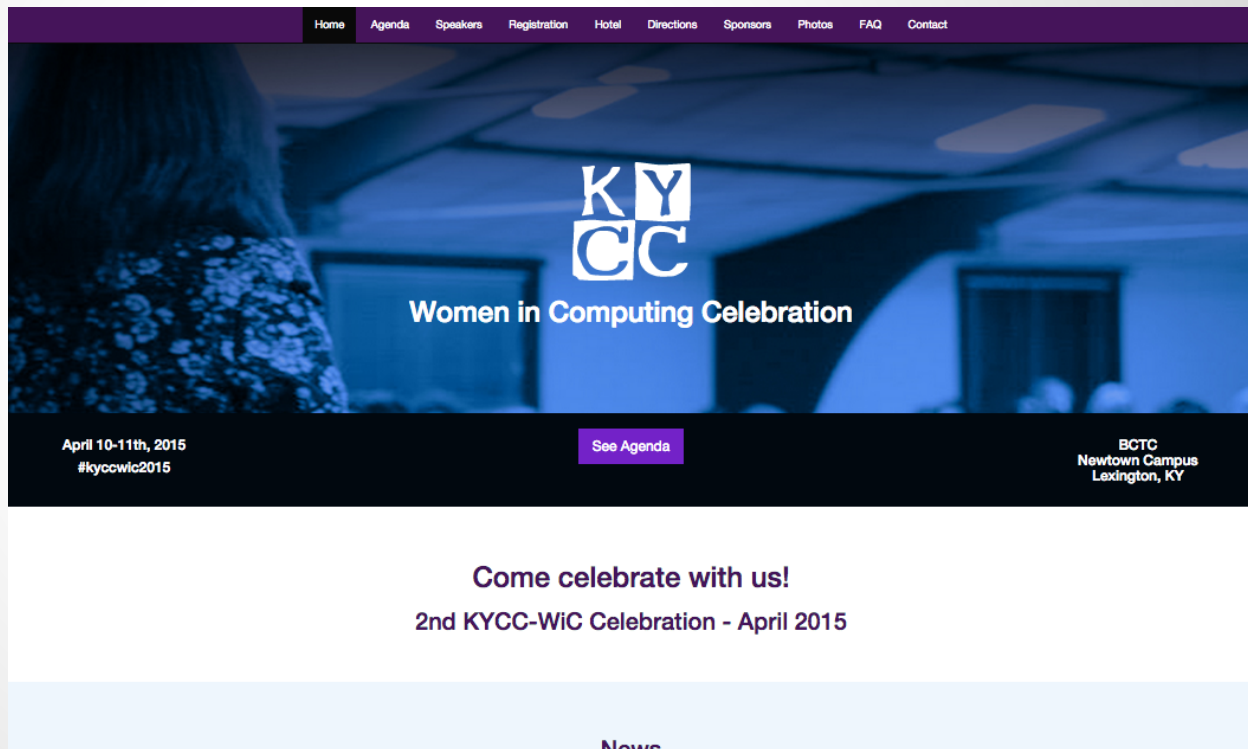 Home Agenda Speakers Registration Hotel Directions Sponsors Photos FAQ Contact
KY
CC
Women in Computing Celebration
April 10-11th, 2015
#kyccwic2015
See Agenda
BCTC
Newtown Campus
Lexington, KY
Come celebrate with us!
2nd KYCC-WiC Celebration - April 2015
News